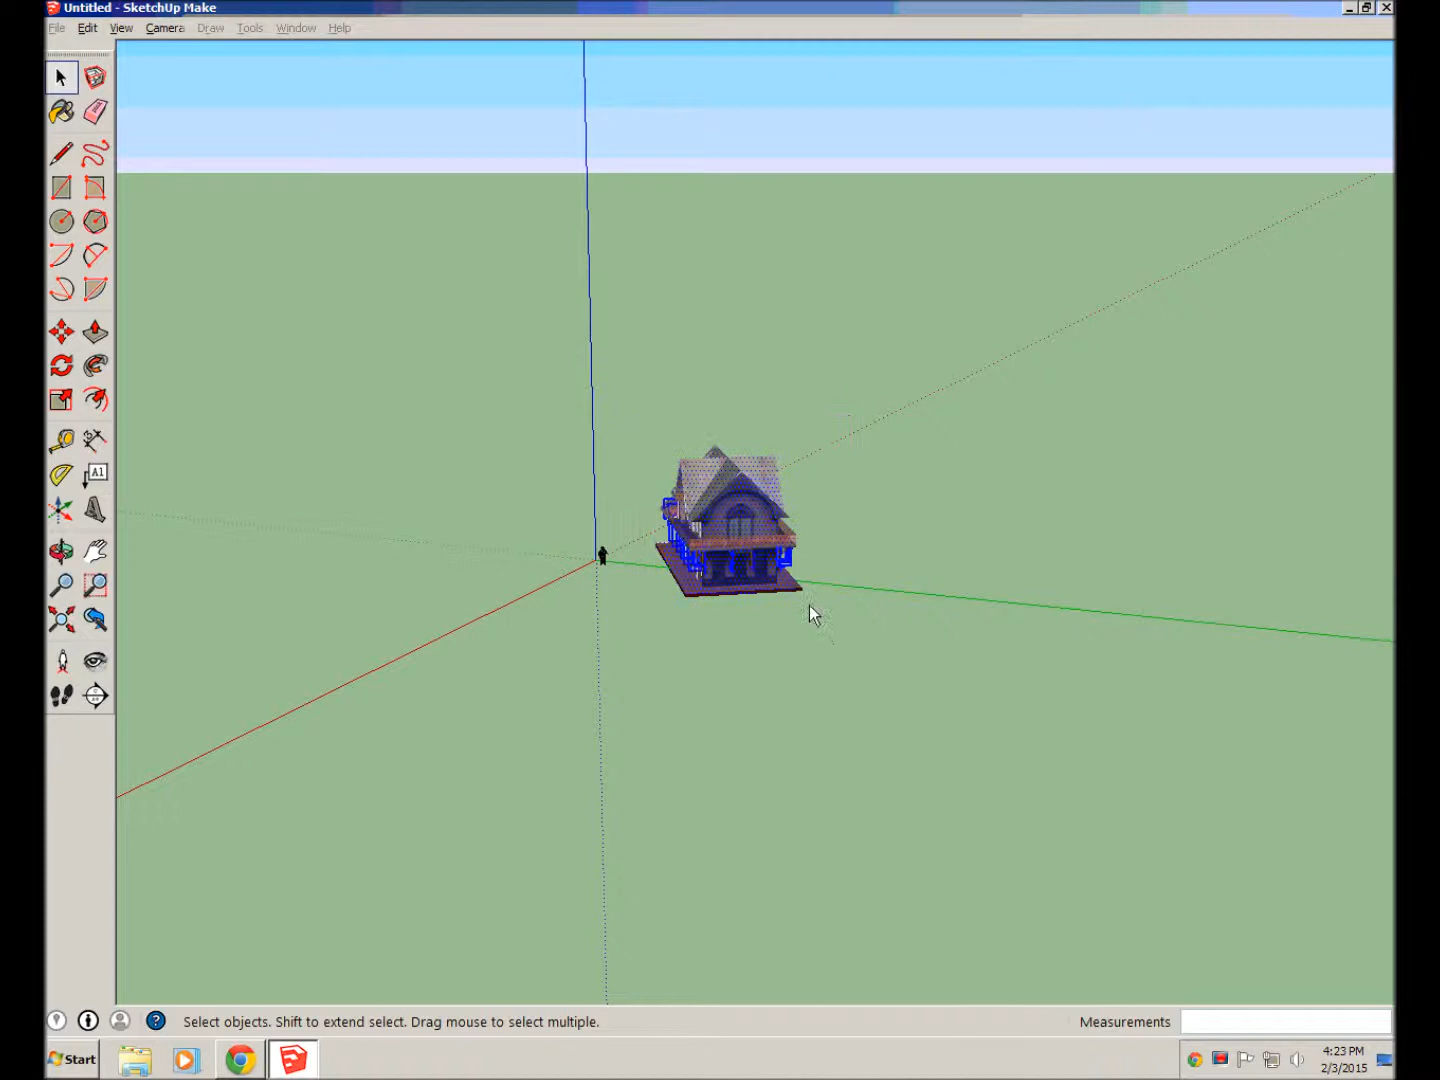 Untitled - SketchUp Make
File Edit View Camera Draw Tools Window Help
A1
Select objects. Shift to extend select. Drag mouse to select multiple.
Measurements
Start
4:23 PM
2/3/2015